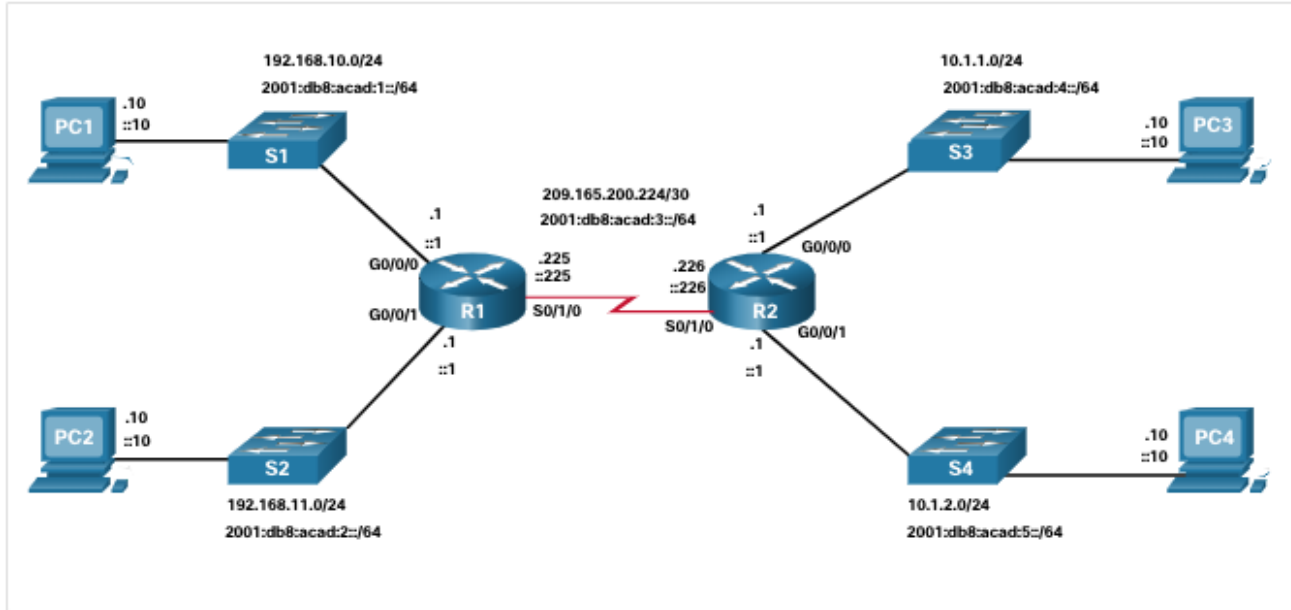 192.168.10.0/24
2001:db8:acad:1::/64
10.1.1.0/24
2001:db8:acad:4::/64
PC1
.10
::10
S1
S3
.10
::10
PC3
209.165.200.224/30
2001:db8:acad:3::/64
.1
::1
G0/0/0
.225
::225
R1
S0/1/0
G0/0/1
.1
::1
.1
::1
G0/0/0
.226
::226
R2
S0/1/0
G0/0/1
.1
::1
PC2
.10
::10
S2
192.168.11.0/24
2001:db8:acad:2::/64
S4
.10
::10
PC4
10.1.2.0/24
2001:db8:acad:5::/64